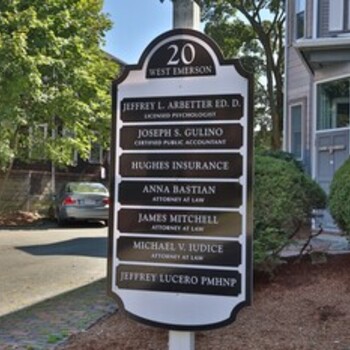 20
WEST EMERSON
JEFFREY L. ARBETTER ED. D.
LICENSED PSYCHOLOGIST
JOSEPH S. GULINO
CERTIFIED PUBLIC ACCOUNTANT
HUGHES INSURANCE
ANNA BASTIAN
ATTORNEY AT LAW
JAMES MITCHELL
ATTORNEY AT LAW
MICHAEL V. IUDICE
ATTORNEY AT LAW
JEFFREY LUCERO PMHNP